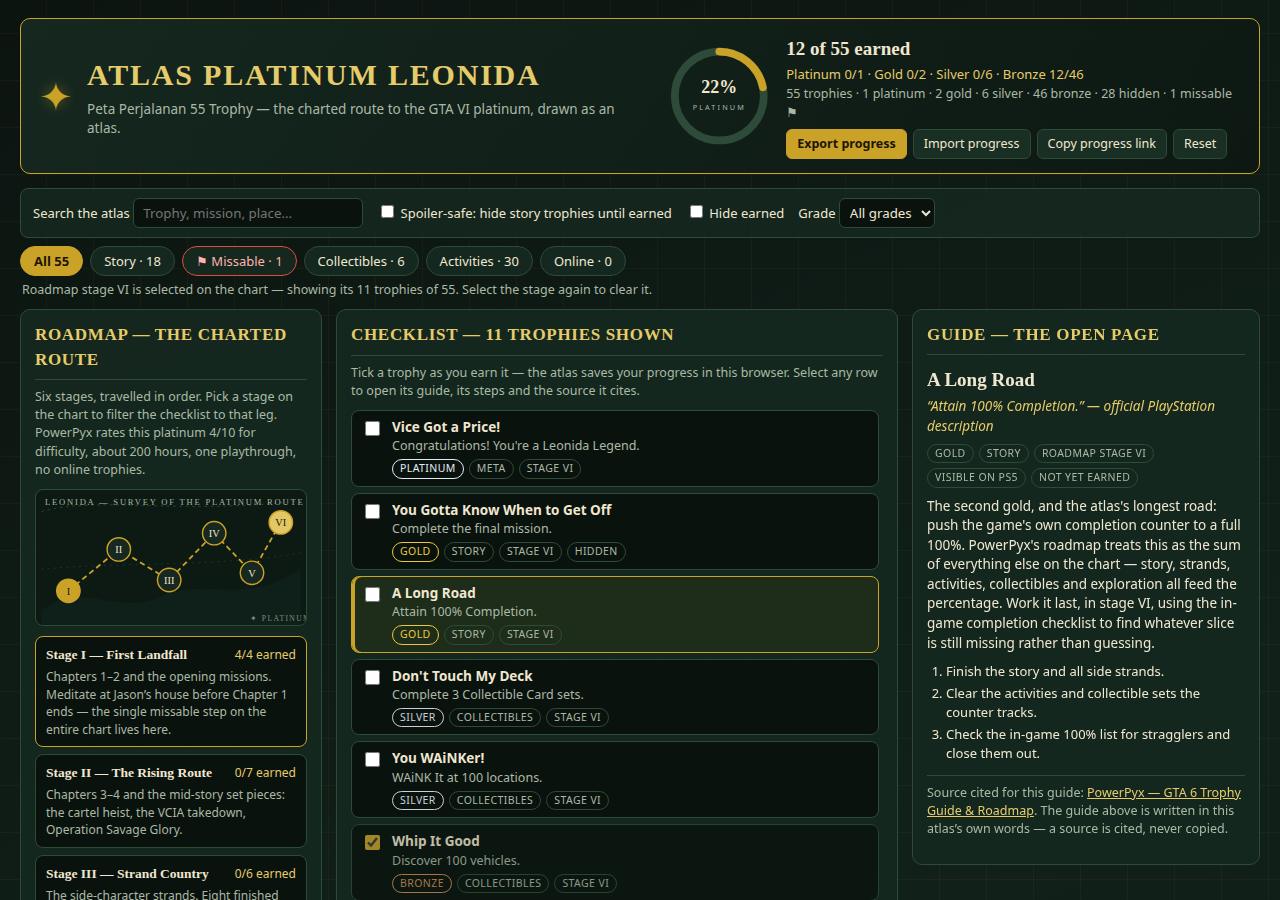 ✦ ATLAS PLATINUM LEONIDA
Peta Perjalanan 55 Trophy — the charted route to the GTA VI platinum, drawn as an
atlas.
22%
PLATINUM
12 of 55 earned
Platinum 0/1 · Gold 0/2 · Silver 0/6 · Bronze 12/46
55 trophies · 1 platinum · 2 gold · 6 silver · 46 bronze · 28 hidden · 1 missable
⚑
Export progress Import progress Copy progress link Reset
Search the atlas Trophy, mission, place... Spoiler-safe: hide story trophies until earned Hide earned Grade All grades
All 55 Story · 18 ⚑ Missable · 1 Collectibles · 6 Activities · 30 Online · 0
Roadmap stage VI is selected on the chart — showing its 11 trophies of 55. Select the stage again to clear it.
ROADMAP — THE CHARTED
ROUTE
Six stages, travelled in order. Pick a stage on
the chart to filter the checklist to that leg.
PowerPyx rates this platinum 4/10 for
difficulty, about 200 hours, one playthrough,
no online trophies.
LEONIDA — SURVEY OF THE PLATINUM ROUTE
I
II
III
IV
V
VI
✦ PLATINUM
Stage I — First Landfall 4/4 earned
Chapters 1–2 and the opening missions.
Meditate at Jason's house before Chapter 1
ends — the single missable step on the
entire chart lives here.
Stage II — The Rising Route 0/7 earned
Chapters 3–4 and the mid-story set pieces:
the cartel heist, the VCIA takedown,
Operation Savage Glory.
Stage III — Strand Country 0/6 earned
The side-character strands. Eight finished
CHECKLIST — 11 TROPHIES SHOWN
Tick a trophy as you earn it — the atlas saves your progress in this browser. Select any row
to open its guide, its steps and the source it cites.
Vice Got a Price!
Congratulations! You're a Leonida Legend.
PLATINUM META STAGE VI
You Gotta Know When to Get Off
Complete the final mission.
GOLD STORY STAGE VI HIDDEN
A Long Road
Attain 100% Completion.
GOLD STORY STAGE VI
Don't Touch My Deck
Complete 3 Collectible Card sets.
SILVER COLLECTIBLES STAGE VI
You WAiNKer!
WAiNK It at 100 locations.
SILVER COLLECTIBLES STAGE VI
Whip It Good
Discover 100 vehicles.
BRONZE COLLECTIBLES STAGE VI
GUIDE — THE OPEN PAGE
A Long Road
“Attain 100% Completion.” — official PlayStation
description
GOLD STORY ROADMAP STAGE VI
VISIBLE ON PS5 NOT YET EARNED
The second gold, and the atlas's longest road:
push the game's own completion counter to a full
100%. PowerPyx's roadmap treats this as the sum
of everything else on the chart — story, strands,
activities, collectibles and exploration all feed the
percentage. Work it last, in stage VI, using the in-
game completion checklist to find whatever slice
is still missing rather than guessing.
1. Finish the story and all side strands.
2. Clear the activities and collectible sets the
counter tracks.
3. Check the in-game 100% list for stragglers and
close them out.
Source cited for this guide: PowerPyx — GTA 6 Trophy
Guide & Roadmap. The guide above is written in this
atlas's own words — a source is cited, never copied.